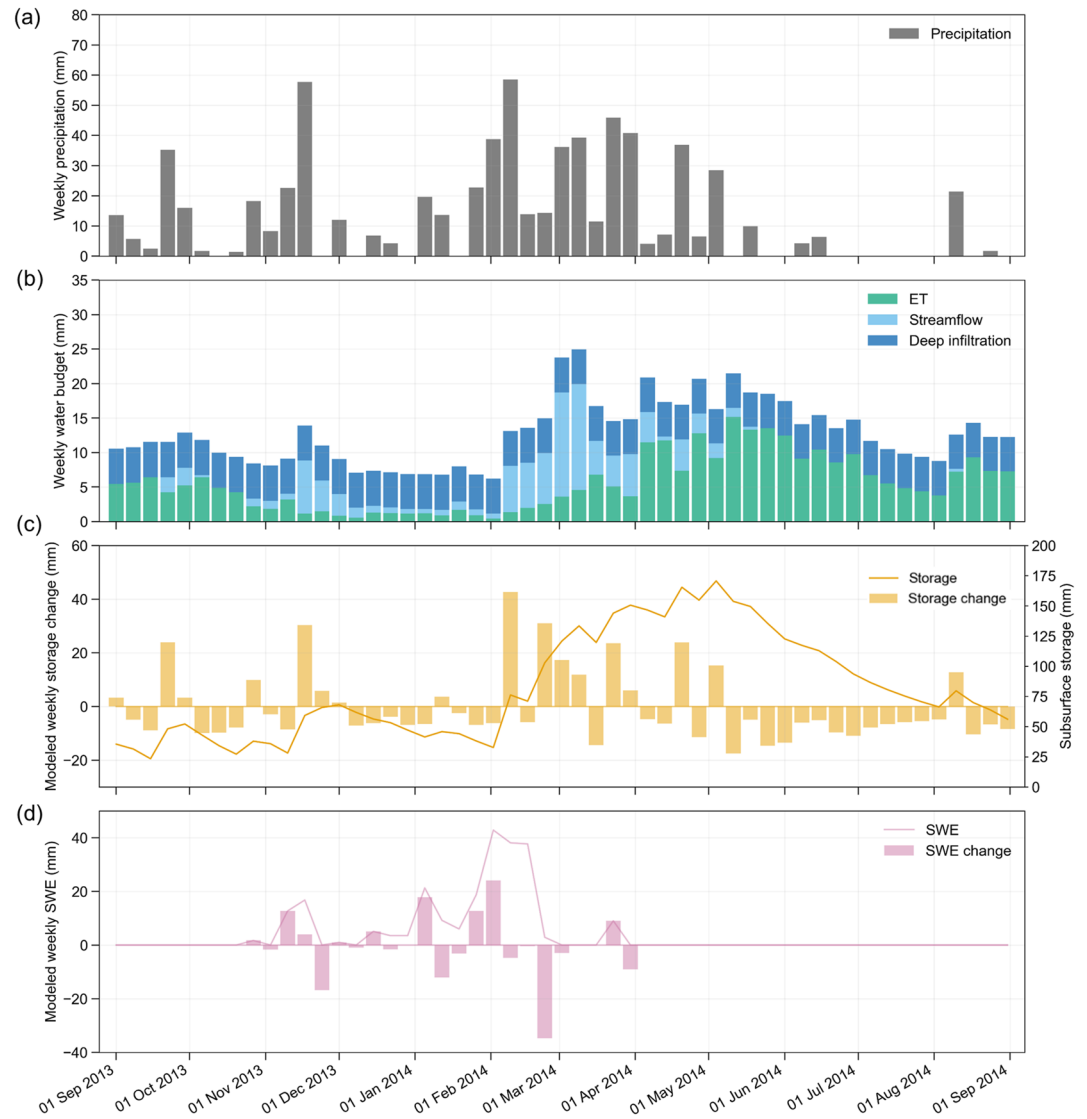 (a)
Weekly precipitation (mm)
80
70
60
50
40
30
20
10
0
Precipitation
(b)
Weekly water budget (mm)
35
30
25
20
15
10
5
0
ET
Streamflow
Deep infiltration
(c)
Modeled weekly storage change (mm)
60
40
20
0
−20
Storage
Storage change
200
175
150
125
100
75
50
25
0
Subsurface storage (mm)
(d)
Modeled weekly SWE (mm)
40
20
0
−20
−40
SWE
SWE change
01 Sep 2013
01 Oct 2013
01 Nov 2013
01 Dec 2013
01 Jan 2014
01 Feb 2014
01 Mar 2014
01 Apr 2014
01 May 2014
01 Jun 2014
01 Jul 2014
01 Aug 2014
01 Sep 2014